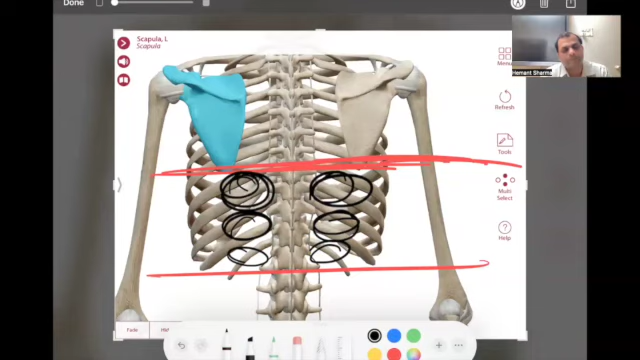 Done
Scapula, L
Scapula
Menu
Hemant Sharma
Refresh
Tools
Multi
Select
Help
Fade